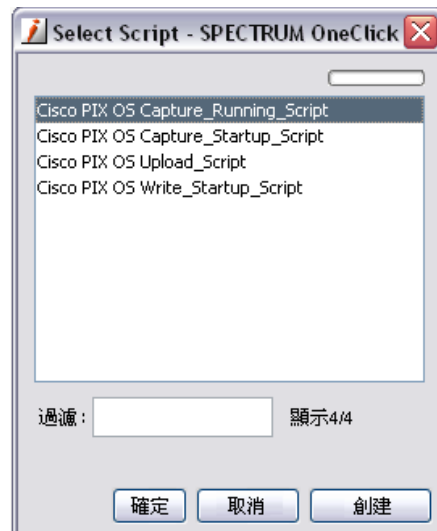 Select Script - SPECTRUM OneClick
Cisco PIX OS Capture_Running_Script
Cisco PIX OS Capture_Startup_Script
Cisco PIX OS Upload_Script
Cisco PIX OS Write_Startup_Script
過濾： 顯示4/4
確定 取消 創建